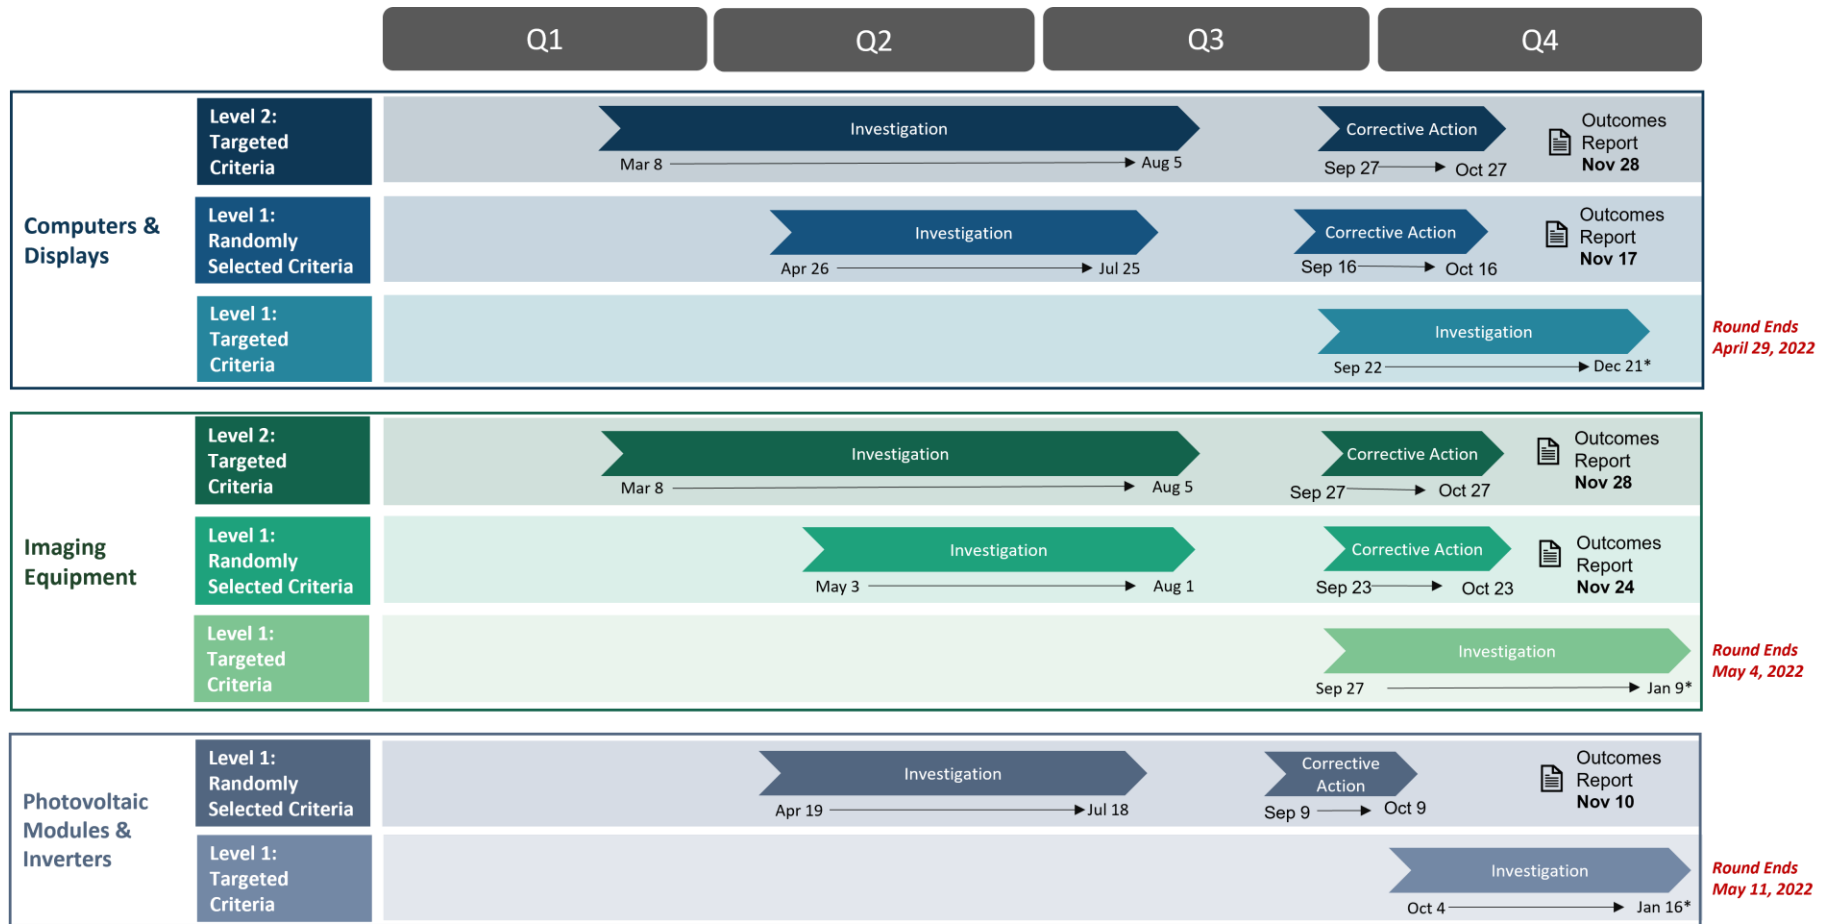 Q1
Q2
Q3
Q4
Computers &
Displays
Level 2:
Targeted
Criteria
Investigation
Mar 8
Aug 5
Corrective Action
Sep 27
Oct 27
Outcomes
Report
Nov 28
Level 1:
Randomly
Selected Criteria
Investigation
Apr 26
Jul 25
Corrective Action
Sep 16
Oct 16
Outcomes
Report
Nov 17
Level 1:
Targeted
Criteria
Investigation
Sep 22
Dec 21*
Round Ends
April 29, 2022
Imaging
Equipment
Level 2:
Targeted
Criteria
Investigation
Mar 8
Aug 5
Corrective Action
Sep 27
Oct 27
Outcomes
Report
Nov 28
Level 1:
Randomly
Selected Criteria
Investigation
May 3
Aug 1
Corrective Action
Sep 23
Oct 23
Outcomes
Report
Nov 24
Level 1:
Targeted
Criteria
Investigation
Sep 27
Jan 9*
Round Ends
May 4, 2022
Photovoltaic
Modules &
Inverters
Level 1:
Randomly
Selected Criteria
Investigation
Apr 19
Jul 18
Corrective
Action
Sep 9
Oct 9
Outcomes
Report
Nov 10
Level 1:
Targeted
Criteria
Investigation
Oct 4
Jan 16*
Round Ends
May 11, 2022